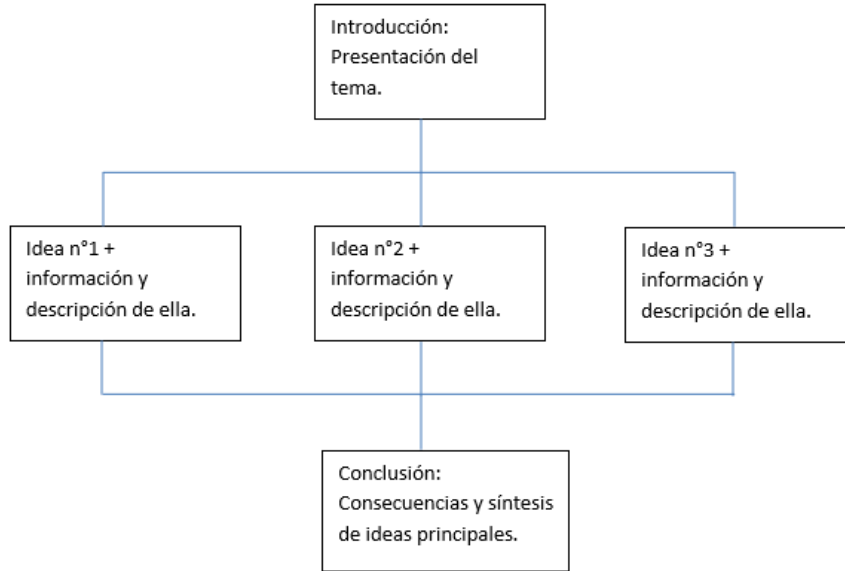 Introducción:
Presentación del
tema.
Idea n°1 +
información y
descripción de ella.
Idea n°2 +
información y
descripción de ella.
Idea n°3 +
información y
descripción de ella.
Conclusión:
Consecuencias y síntesis
de ideas principales.